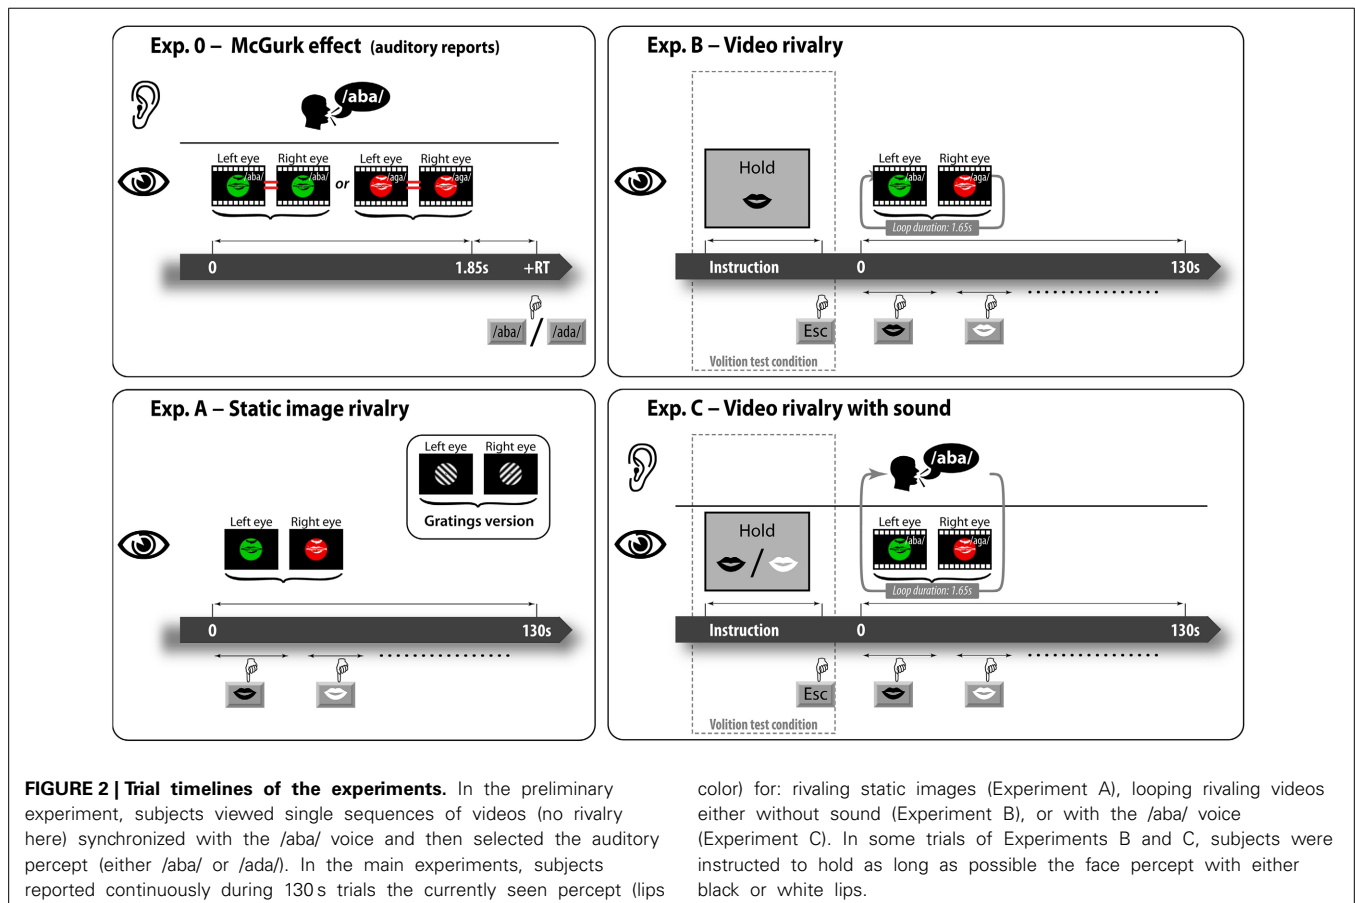 Exp. 0 – McGurk effect (auditory reports)
/aba/
Left eye Right eye Left eye Right eye
/aba/ = /aba/ or /aga/ = /aga/
0 1.85s +RT
/aba/ / /ada/
Exp. B – Video rivalry
Hold
Left eye Right eye
/aba/ /aga/
Loop duration: 1.65s
Instruction 0 130s
Esc
Volition test condition
Exp. A – Static image rivalry
Left eye Right eye
Gratings version
Left eye Right eye
0 130s
Exp. C – Video rivalry with sound
/aba/
Hold
/
Left eye Right eye
/aba/ /aga/
Loop duration: 1.65s
Instruction 0 130s
Esc
Volition test condition
FIGURE 2 | Trial timelines of the experiments. In the preliminary
experiment, subjects viewed single sequences of videos (no rivalry
here) synchronized with the /aba/ voice and then selected the auditory
percept (either /aba/ or /ada/). In the main experiments, subjects
reported continuously during 130 s trials the currently seen percept (lips
color) for: rivaling static images (Experiment A), looping rivaling videos
either without sound (Experiment B), or with the /aba/ voice
(Experiment C). In some trials of Experiments B and C, subjects were
instructed to hold as long as possible the face percept with either
black or white lips.